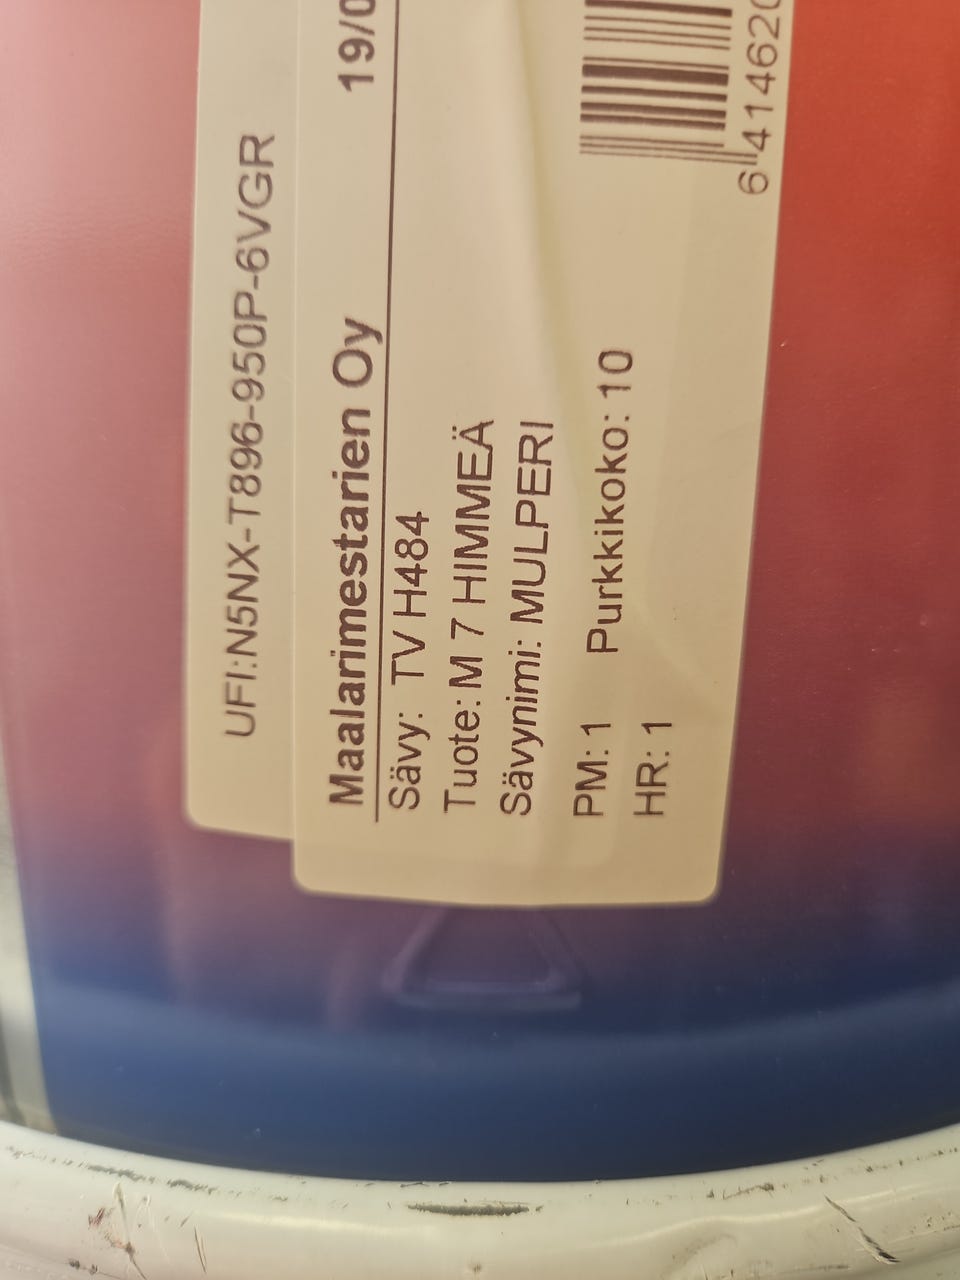 UFI:N5NX-T896-950P-6VGR
Maalarimestarien Oy
Sävy: TV H484
Tuote: M 7 HIMMEÄ
Sävynimi: MULPERI
PM: 1 Purkkikoko: 10
HR: 1